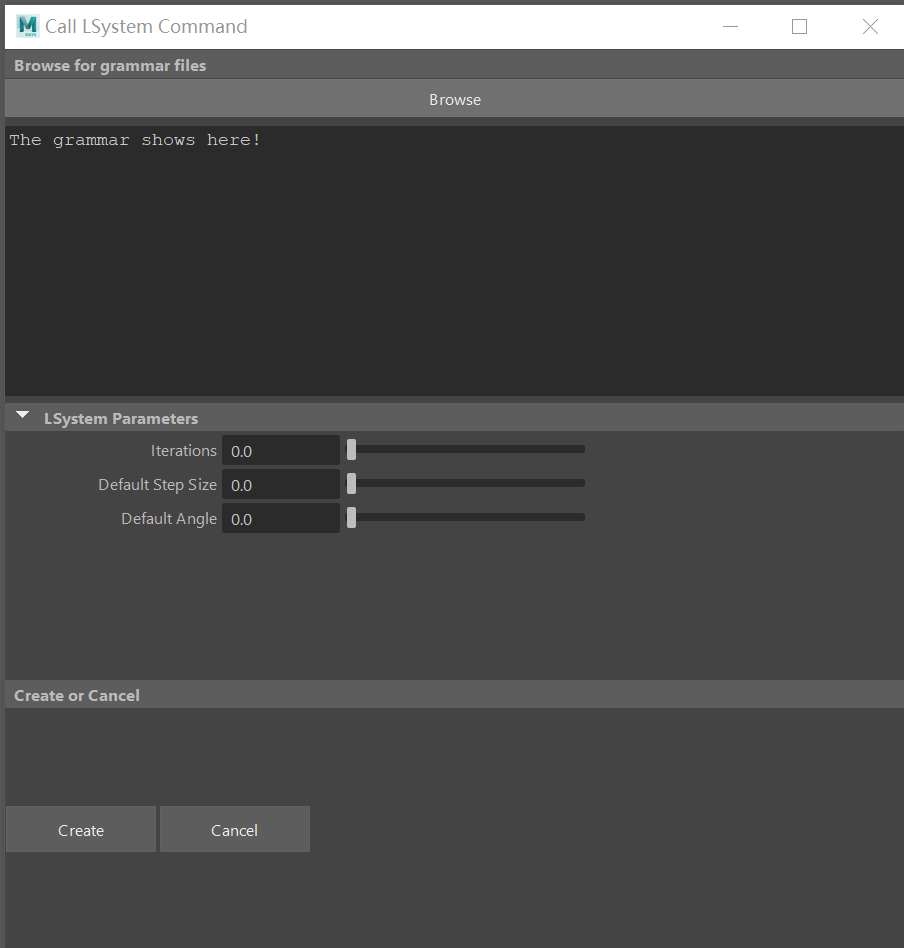 Call LSystem Command
Browse for grammar files
Browse
The grammar shows here!
LSystem Parameters
Iterations 0.0
Default Step Size 0.0
Default Angle 0.0
Create or Cancel
Create Cancel